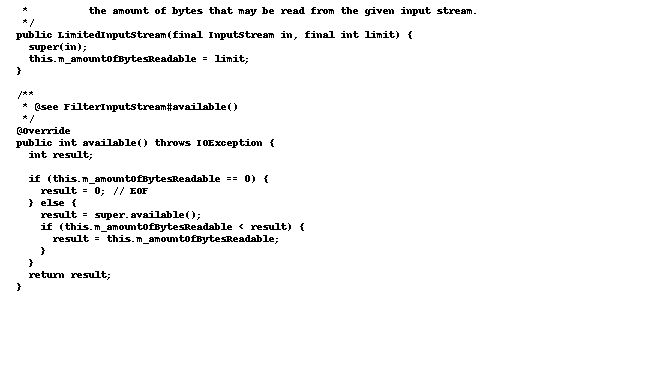 *          the amount of bytes that may be read from the given input stream.
 */
public LimitedInputStream(final InputStream in, final int limit) {
  super(in);
  this.m_amountOfBytesReadable = limit;
}

/**
 * @see FilterInputStream#available()
 */
@Override
public int available() throws IOException {
  int result;

  if (this.m_amountOfBytesReadable == 0) {
    result = 0; // EOF
  } else {
    result = super.available();
    if (this.m_amountOfBytesReadable < result) {
      result = this.m_amountOfBytesReadable;
    }
  }
  return result;
}